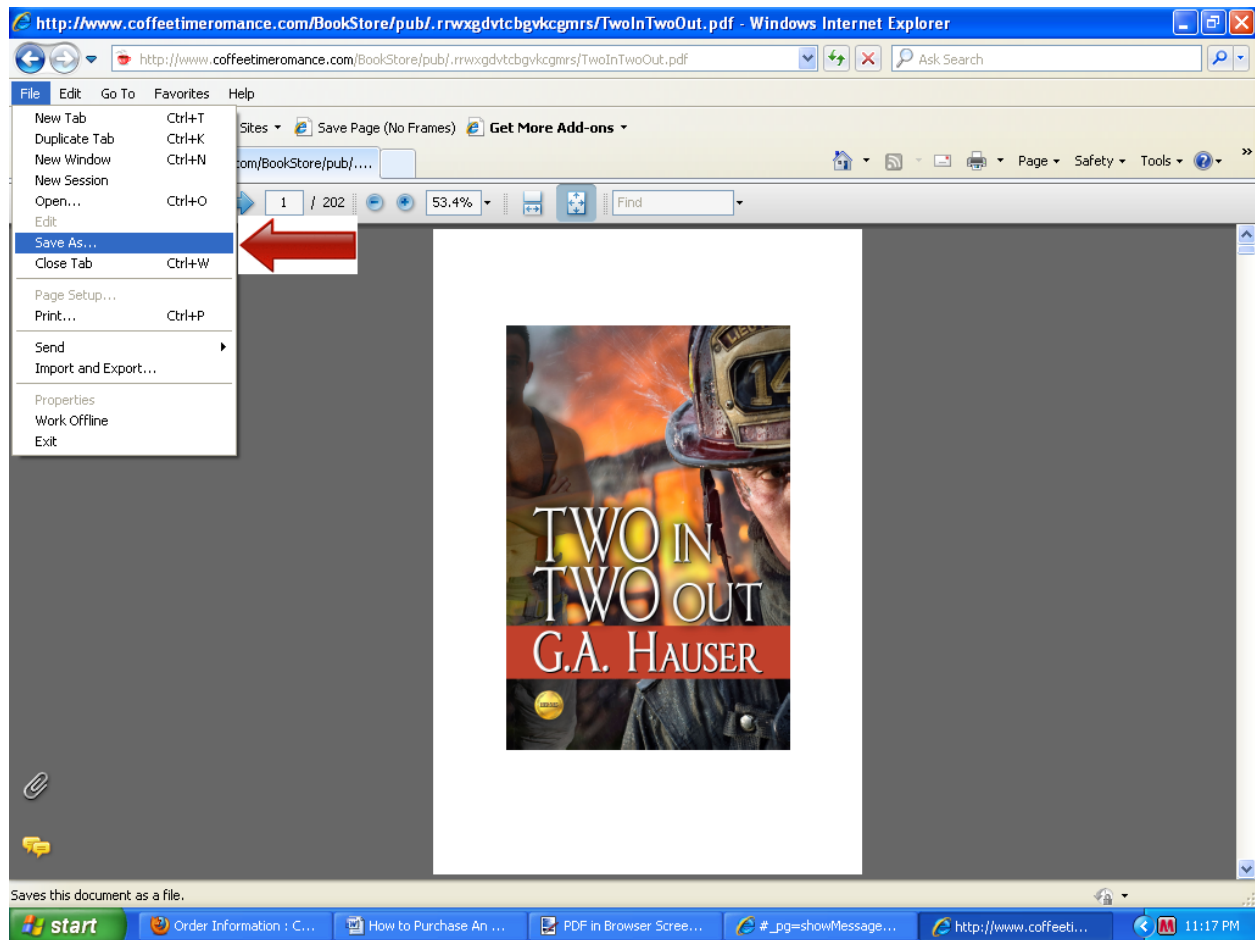 http://www.coffeetimeromance.com/BookStore/pub/.rrwxgdvtcbgvkcgmrs/TwoInTwoOut.pdf - Windows Internet Explorer
http://www.coffeetimeromance.com/BookStore/pub/.rrwxgdvtcbgvkcgmrs/TwoInTwoOut.pdf Ask Search
File Edit Go To Favorites Help
Sites Save Page (No Frames) Get More Add-ons
com/BookStore/pub/.... Page Safety Tools »
1 / 202 53.4% Find
New Tab Ctrl+T
Duplicate Tab Ctrl+K
New Window Ctrl+N
New Session
Open... Ctrl+O
Edit
Save As...
Close Tab Ctrl+W
Page Setup...
Print... Ctrl+P
Send
Import and Export...
Properties
Work Offline
Exit
14
TWO IN
TWO OUT
G.A. HAUSER
Saves this document as a file.
start Order Information : C... How to Purchase An ... PDF in Browser Scree... #_pg=showMessage... http://www.coffeeti... 11:17 PM